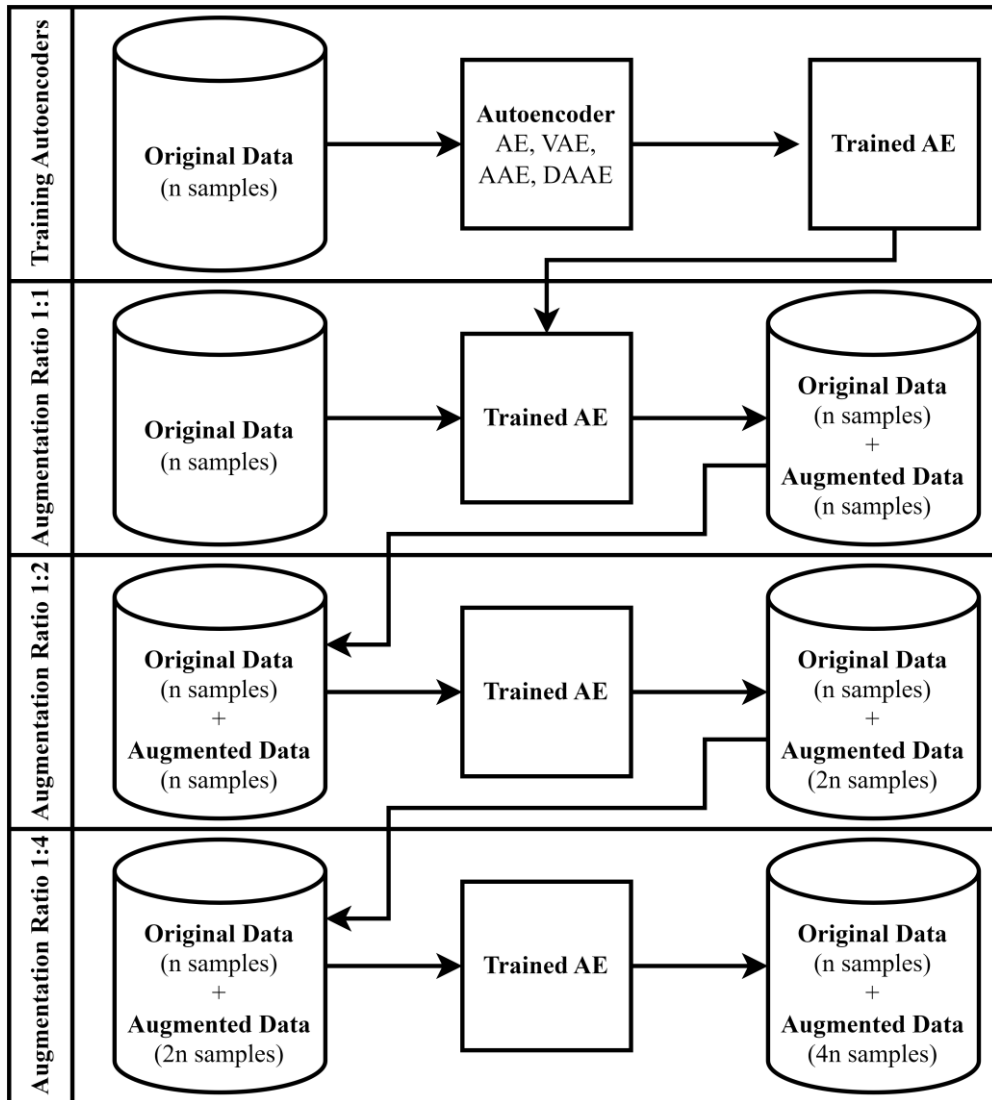 Training Autoencoders
Original Data
(n samples)
Autoencoder
AE, VAE,
AAE, DAAE
Trained AE
Augmentation Ratio 1:1
Original Data
(n samples)
Trained AE
Original Data
(n samples)
+
Augmented Data
(n samples)
Augmentation Ratio 1:2
Original Data
(n samples)
+
Augmented Data
(n samples)
Trained AE
Original Data
(n samples)
+
Augmented Data
(2n samples)
Augmentation Ratio 1:4
Original Data
(n samples)
+
Augmented Data
(2n samples)
Trained AE
Original Data
(n samples)
+
Augmented Data
(4n samples)